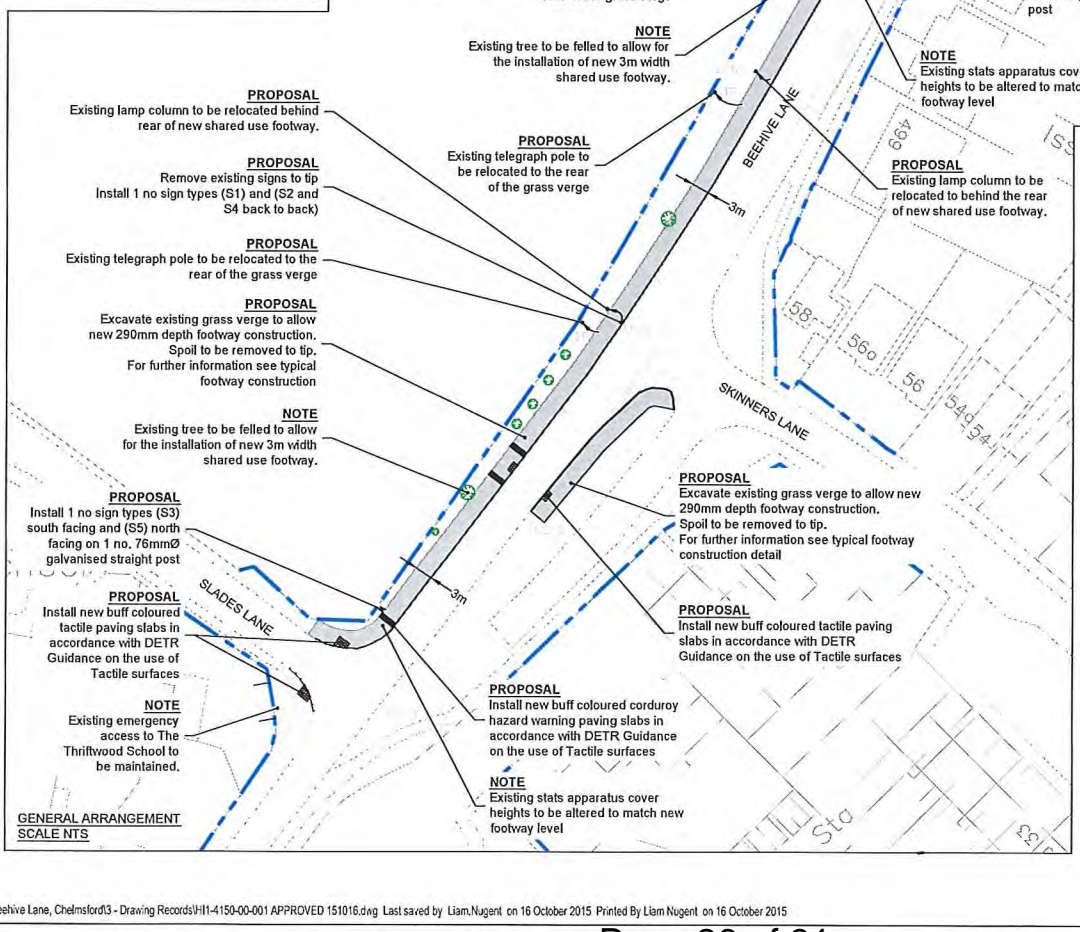 NOTE
Existing tree to be felled to allow for
the installation of new 3m width
shared use footway.
post
NOTE
Existing stats apparatus cov
heights to be altered to matc
footway level
PROPOSAL
Existing lamp column to be relocated behind
rear of new shared use footway.
PROPOSAL
Existing telegraph pole to
be relocated to the rear
of the grass verge
BEEHIVE LANE
499
PROPOSAL
Existing lamp column to be
relocated to behind the rear
of new shared use footway.
PROPOSAL
Remove existing signs to tip
Install 1 no sign types (S1) and (S2 and
S4 back to back)
3m
PROPOSAL
Existing telegraph pole to be relocated to the
rear of the grass verge
PROPOSAL
Excavate existing grass verge to allow
new 290mm depth footway construction.
Spoil to be removed to tip.
For further information see typical
footway construction
58
56a
56
54a
54
SKINNERS LANE
NOTE
Existing tree to be felled to allow
for the installation of new 3m width
shared use footway.
PROPOSAL
Excavate existing grass verge to allow new
290mm depth footway construction.
Spoil to be removed to tip.
For further information see typical footway
construction detail
PROPOSAL
Install 1 no sign types (S3)
south facing and (S5) north
facing on 1 no. 76mmØ
galvanised straight post
3m
SLADES LANE
PROPOSAL
Install new buff coloured
tactile paving slabs in
accordance with DETR
Guidance on the use of
Tactile surfaces
PROPOSAL
Install new buff coloured tactile paving
slabs in accordance with DETR
Guidance on the use of Tactile surfaces
PROPOSAL
Install new buff coloured corduroy
hazard warning paving slabs in
accordance with DETR Guidance
on the use of Tactile surfaces
NOTE
Existing emergency
access to The
Thriftwood School to
be maintained.
NOTE
Existing stats apparatus cover
heights to be altered to match new
footway level
Sta
33
GENERAL ARRANGEMENT
SCALE NTS
eehive Lane, Chelmsford\3 - Drawing Records\HI1-4150-00-001 APPROVED 151016.dwg Last saved by Liam.Nugent on 16 October 2015 Printed By Liam Nugent on 16 October 2015